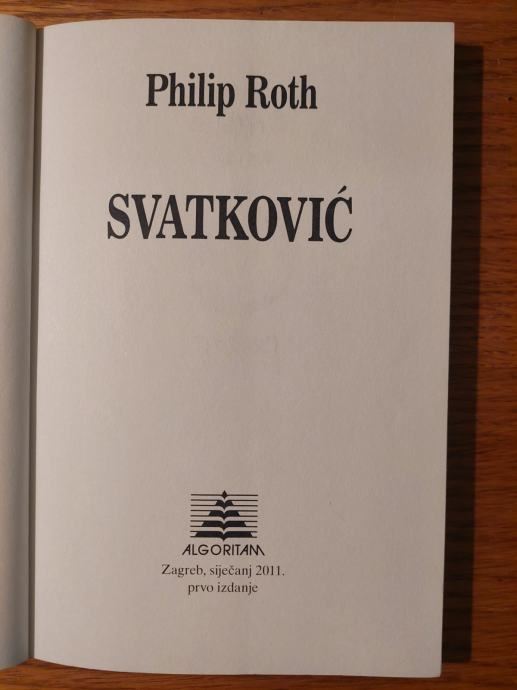 Philip Roth
SVATKOVIĆ
ALGORITAM
Zagreb, siječanj 2011.
prvo izdanje